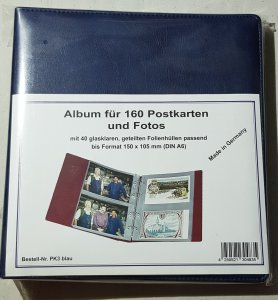 Album für 160 Postkarten
und Fotos
mit 40 glasklaren, geteilten Folienhüllen passend
bis Format 150 x 105 mm (DIN A6)
Made in Germany
Bestell-Nr. PK3 blau